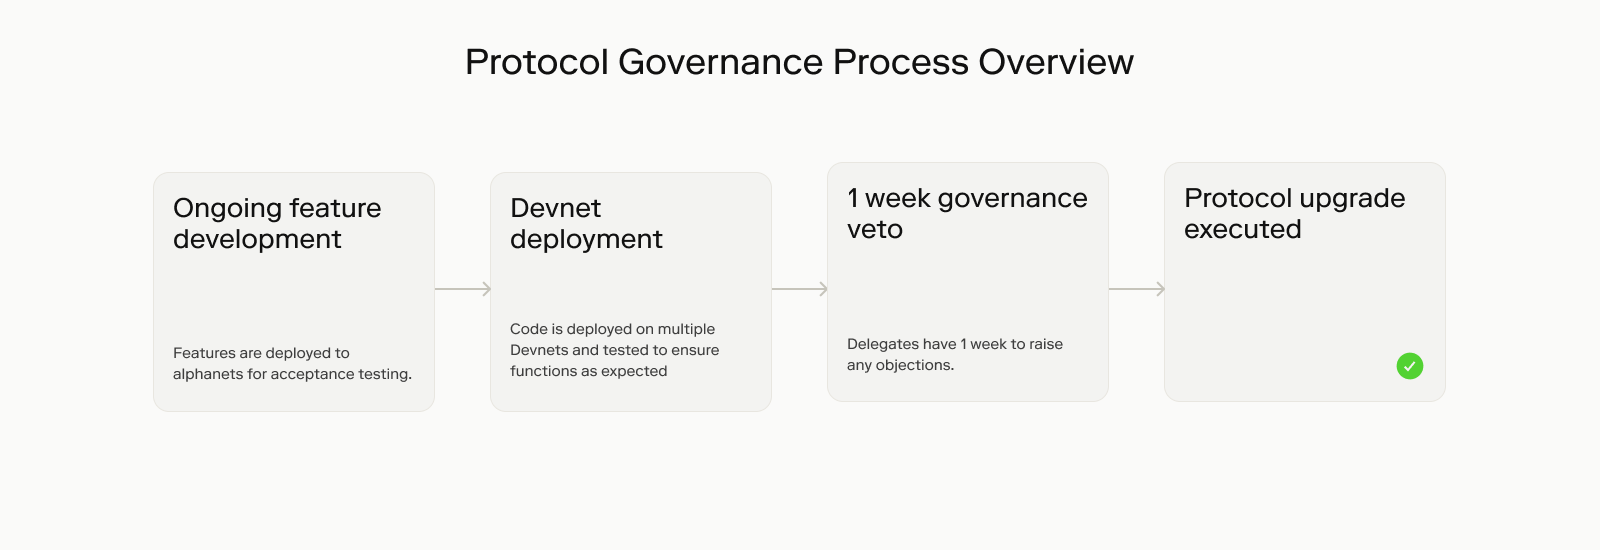 Protocol Governance Process Overview
Ongoing feature
development
Features are deployed to
alphanets for acceptance testing.
Devnet
deployment
Code is deployed on multiple
Devnets and tested to ensure
functions as expected
1 week governance
veto
Delegates have 1 week to raise
any objections.
Protocol upgrade
executed